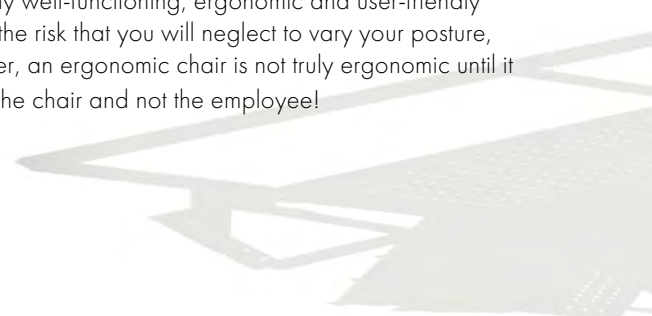 well-functioning, ergonomic and user-friendly
the risk that you will neglect to vary your posture,
er, an ergonomic chair is not truly ergonomic until it
he chair and not the employee!